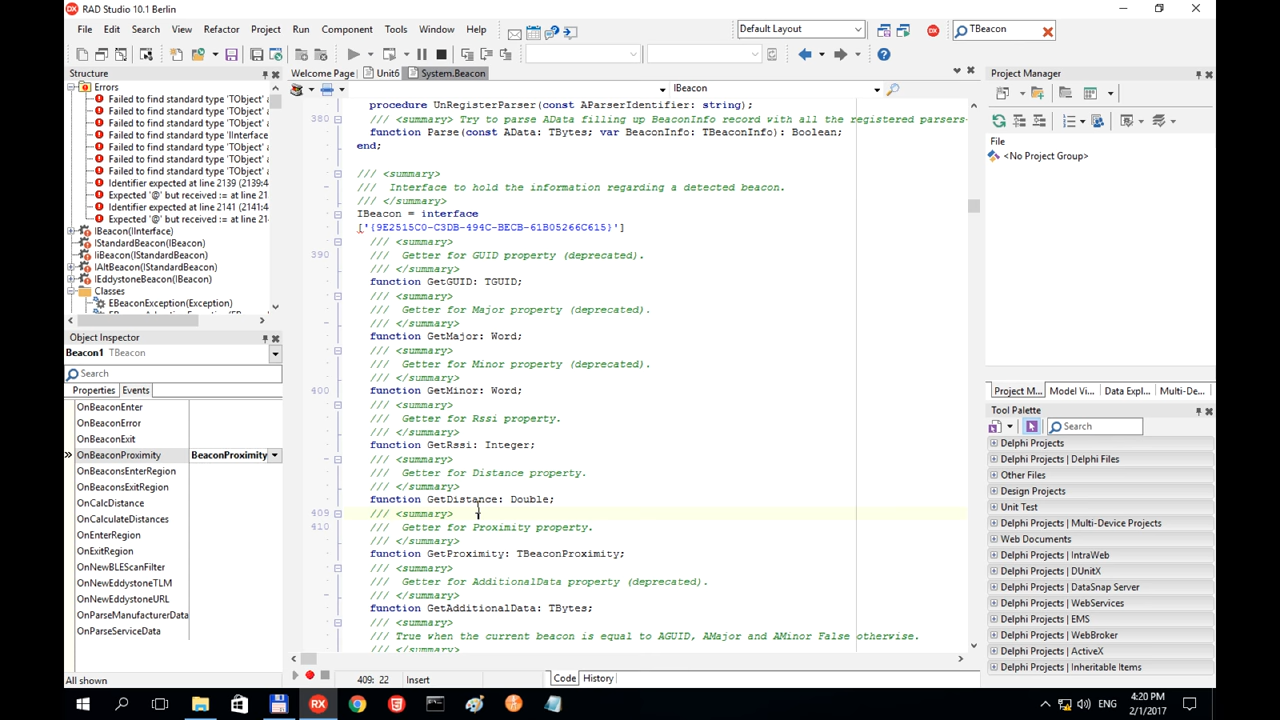 RAD Studio 10.1 Berlin
File Edit Search View Refactor Project Run Component Tools Window Help
Default Layout
TBeacon
Structure
Errors
Failed to find standard type 'TObject' a
Failed to find standard type 'TObject' a
Failed to find standard type 'TObject' a
Failed to find standard type 'IInterface
Failed to find standard type 'TObject' a
Failed to find standard type 'TObject' a
Failed to find standard type 'TObject' a
Identifier expected at line 2139 (2139:4
Expected '@' but received := at line 21
Identifier expected at line 2141 (2141:4
Expected '@' but received := at line 2
IBeacon(IInterface)
IStandardBeacon(IBeacon)
IiBeacon(IStandardBeacon)
IAltBeacon(IStandardBeacon)
IEddystoneBeacon(IBeacon)
Classes
EBeaconException(Exception)
Object Inspector
Beacon1 TBeacon
Search
Properties Events
OnBeaconEnter
OnBeaconError
OnBeaconExit
OnBeaconProximity BeaconProximity
OnBeaconsEnterRegion
OnBeaconsExitRegion
OnCalcDistance
OnCalculateDistances
OnEnterRegion
OnExitRegion
OnNewBLEScanFilter
OnNewEddystoneTLM
OnNewEddystoneURL
OnParseManufacturerData
OnParseServiceData
All shown
Welcome Page Unit6 System.Beacon
IBeacon
procedure UnRegisterParser(const AParserIdentifier: string);
380 /// <summary> Try to parse AData filling up BeaconInfo record with all the registered parsers
function Parse(const AData: TBytes; var BeaconInfo: TBeaconInfo): Boolean;
end;
/// <summary>
/// Interface to hold the information regarding a detected beacon.
/// </summary>
IBeacon = interface
['{9E2515C0-C3DB-494C-BECB-61B05266C615}']
/// <summary>
390 /// Getter for GUID property (deprecated).
/// </summary>
function GetGUID: TGUID;
/// <summary>
/// Getter for Major property (deprecated).
/// </summary>
function GetMajor: Word;
/// <summary>
/// Getter for Minor property (deprecated).
/// </summary>
400 function GetMinor: Word;
/// <summary>
/// Getter for Rssi property.
/// </summary>
function GetRssi: Integer;
/// <summary>
/// Getter for Distance property.
/// </summary>
function GetDistance: Double;
409 /// <summary>
410 /// Getter for Proximity property.
/// </summary>
function GetProximity: TBeaconProximity;
/// <summary>
/// Getter for AdditionalData property (deprecated).
/// </summary>
function GetAdditionalData: TBytes;
/// <summary>
/// True when the current beacon is equal to AGUID, AMajor and AMinor False otherwise.
/// </summary>
409: 22 Insert Code History
Project Manager
File
<No Project Group>
Project M... Model Vi... Data Expl... Multi-De...
Tool Palette
Search
Delphi Projects
Delphi Projects | Delphi Files
Other Files
Design Projects
Unit Test
Delphi Projects | Multi-Device Projects
Web Documents
Delphi Projects | IntraWeb
Delphi Projects | DUnitX
Delphi Projects | DataSnap Server
Delphi Projects | WebServices
Delphi Projects | EMS
Delphi Projects | WebBroker
Delphi Projects | ActiveX
Delphi Projects | Inheritable Items
ENG
4:20 PM
2/1/2017